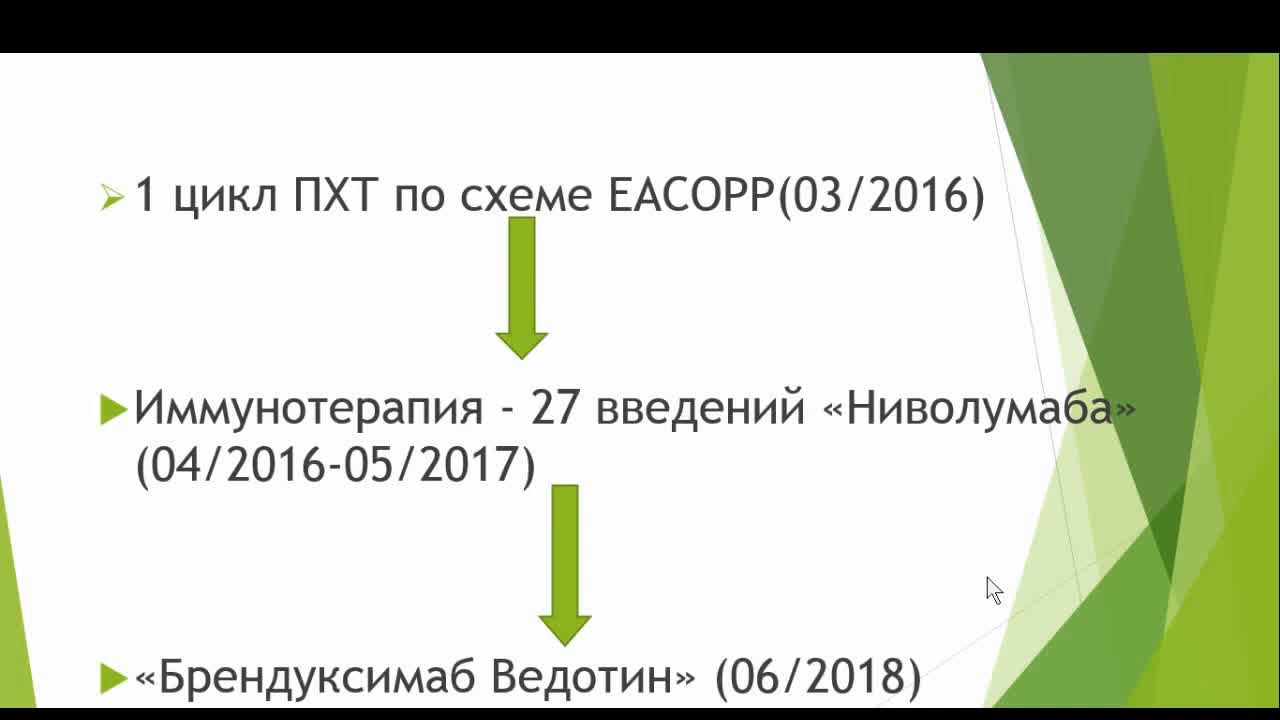 1 цикл ПХТ по схеме EACOPP(03/2016)
Иммунотерапия - 27 введений «Ниволумаба»
(04/2016-05/2017)
«Брендуксимаб Ведотин» (06/2018)